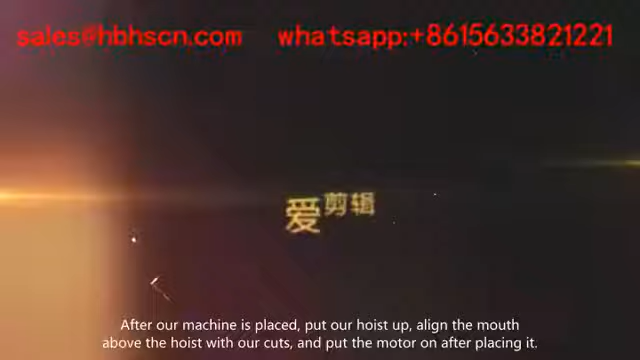 sales@hbhscn.com whatsapp:+8615633821221
爱剪辑
After our machine is placed, put our hoist up, align the mouth
above the hoist with our cuts, and put the motor on after placing it.